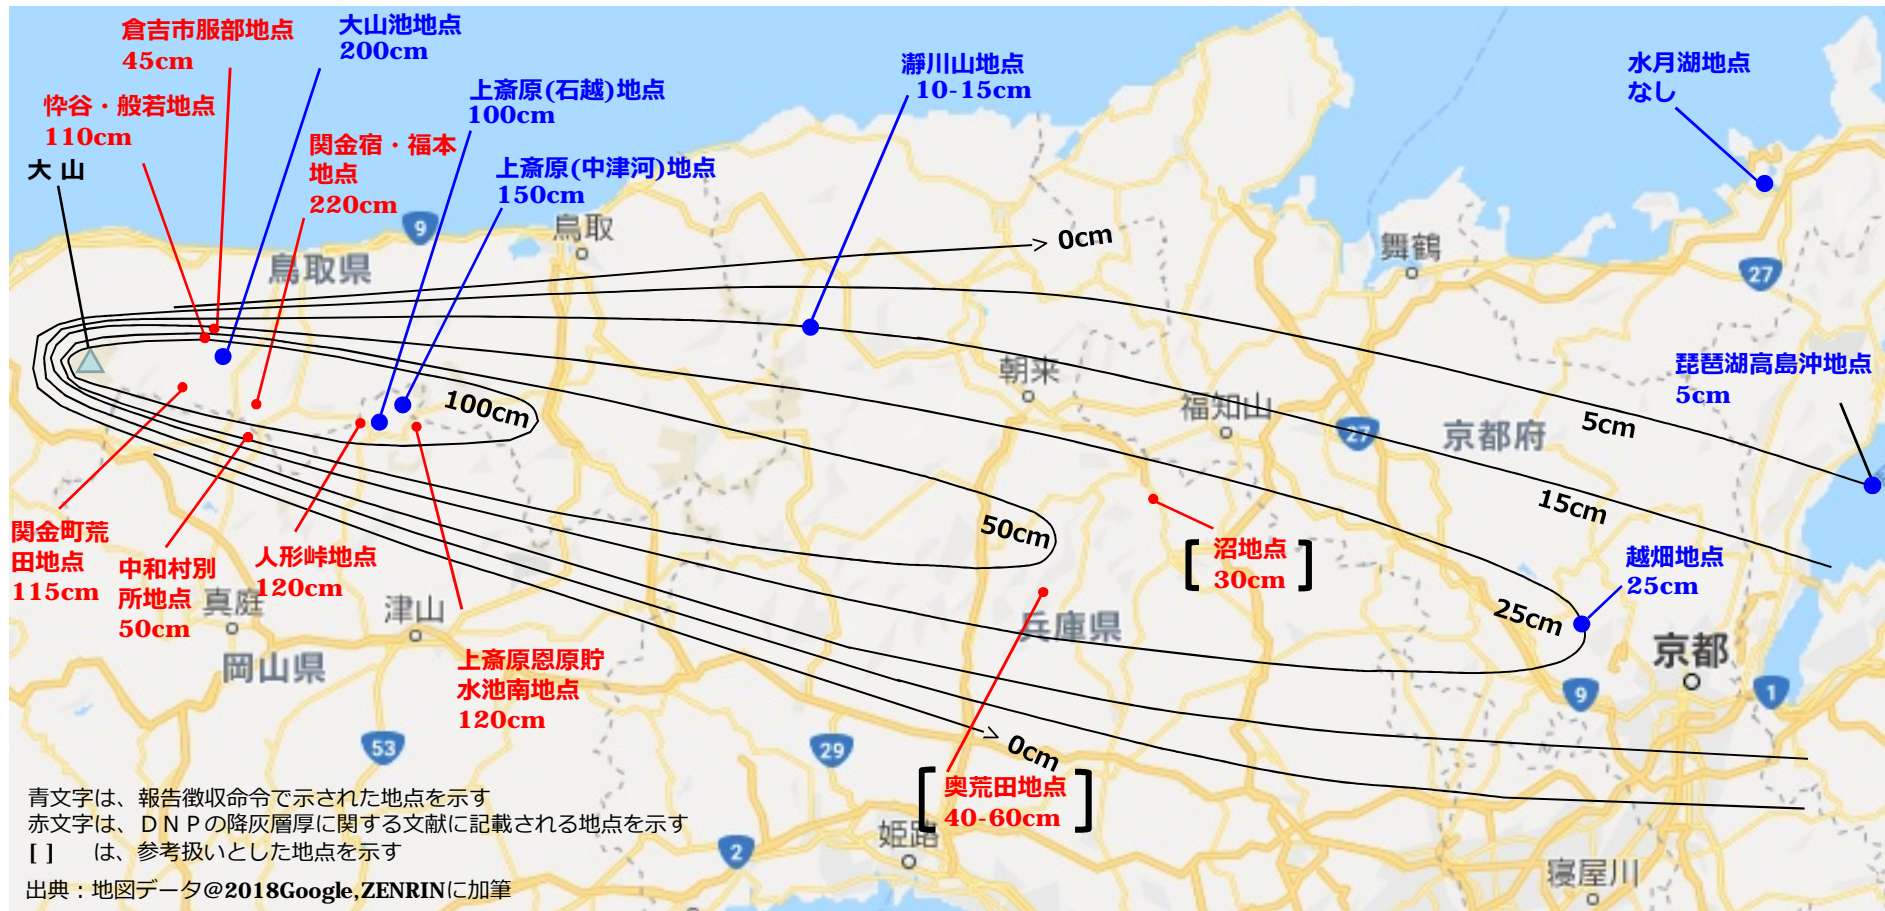 倉吉市服部地点
45cm
大山池地点
200cm
上斎原(石越)地点
100cm
瀞川山地点
10-15cm
水月湖地点
なし
忰谷・般若地点
110cm
関金宿・福本
地点
220cm
上斎原(中津河)地点
150cm
大 山
9
鳥取
鳥取県
0cm
舞鶴
27
朝来
福知山
27
京都府
琵琶湖高島沖地点
5cm
100cm
5cm
15cm
50cm
25cm
関金町荒
田地点
115cm
中和村別
所地点
50cm
人形峠地点
120cm
沼地点
30cm
越畑地点
25cm
真庭
津山
岡山県
兵庫県
京都
上斎原恩原貯
水池南地点
120cm
9
1
53
29
0cm
奥荒田地点
40-60cm
姫路
2
寝屋川
青文字は、報告徴収命令で示された地点を示す
赤文字は、ＤＮＰの降灰層厚に関する文献に記載される地点を示す
[ ] は、参考扱いとした地点を示す
出典：地図データ@2018Google,ZENRINに加筆